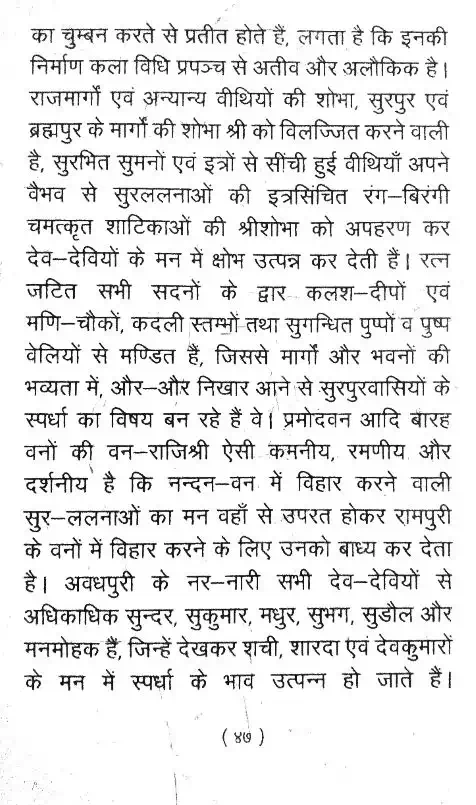 का चुम्बन करते से प्रतीत होते हैं, लगता है कि इनकी
निर्माण कला विधि प्रपञ्च से अतीव और अलौकिक है।
राजमार्गों एवं अन्यान्य वीथियों की शोभा, सुरपुर एवं
ब्रह्मपुर के मार्गों की शोभा श्री को विलज्जित करने वाली
है, सुरभित सुमनों एवं इत्रों से सींची हुई वीथियाँ अपने
वैभव से सुरललनाओं की इत्रसिंचित रंग–बिरंगी
चमत्कृत शाटिकाओं की श्रीशोभा को अपहरण कर
देव–देवियों के मन में क्षोभ उत्पन्न कर देती हैं। रत्न
जटित सभी सदनों के द्वार कलश–दीपों एवं
मणि–चौकों, कदली स्तम्भों तथा सुगन्धित पुष्पों व पुष्प
वेलियों से मण्डित हैं, जिससे मार्गों और भवनों की
भव्यता में, और–और निखार आने से सुरपुरवासियों के
स्पर्धा का विषय बन रहे हैं वे। प्रमोदवन आदि बारह
वनों की वन–राजिश्री ऐसी कमनीय, रमणीय और
दर्शनीय है कि नन्दन–वन में विहार करने वाली
सुर–ललनाओं का मन वहाँ से उपरत होकर रामपुरी
के वनों में विहार करने के लिए उनको बाध्य कर देता
है। अवधपुरी के नर–नारी सभी देव–देवियों से
अधिकाधिक सुन्दर, सुकुमार, मधुर, सुभग, सुडौल और
मनमोहक हैं, जिन्हें देखकर शची, शारदा एवं देवकुमारों
के मन में स्पर्धा के भाव उत्पन्न हो जाते हैं।
( ४७ )